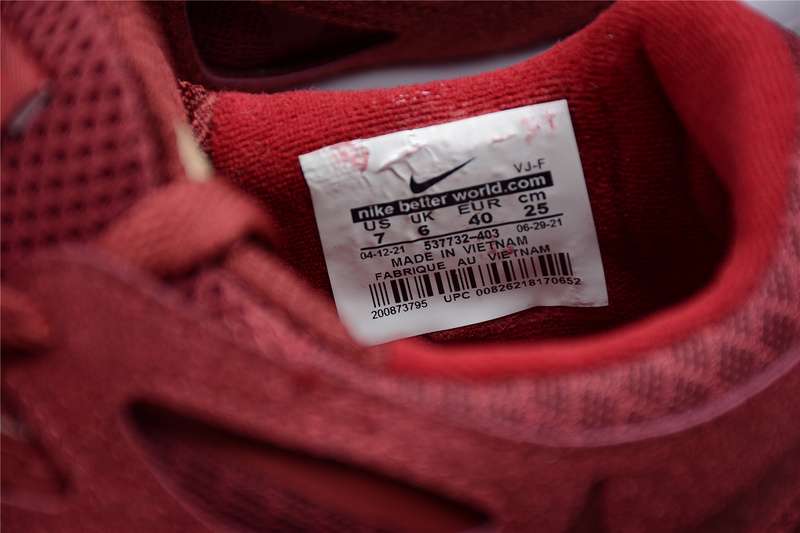 VJ-F
nike better world.com
US UK EUR cm
7 6 40 25
04-12-21 537732-403 06-29-21
MADE IN VIETNAM
FABRIQUE AU VIETNAM
200873795 UPC 00826218170652